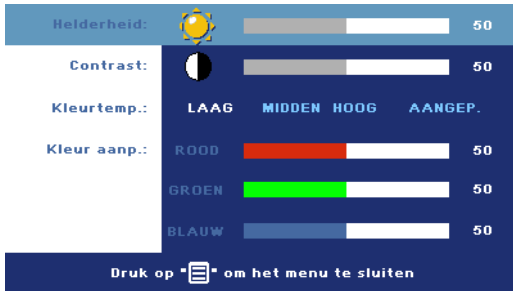 Helderheid: 50
Contrast: 50
Kleurtemp.: LAAG MIDDEN HOOG AANGEP.
Kleur aanp.: ROOD 50
GROEN 50
BLAUW 50
Druk op "" om het menu te sluiten